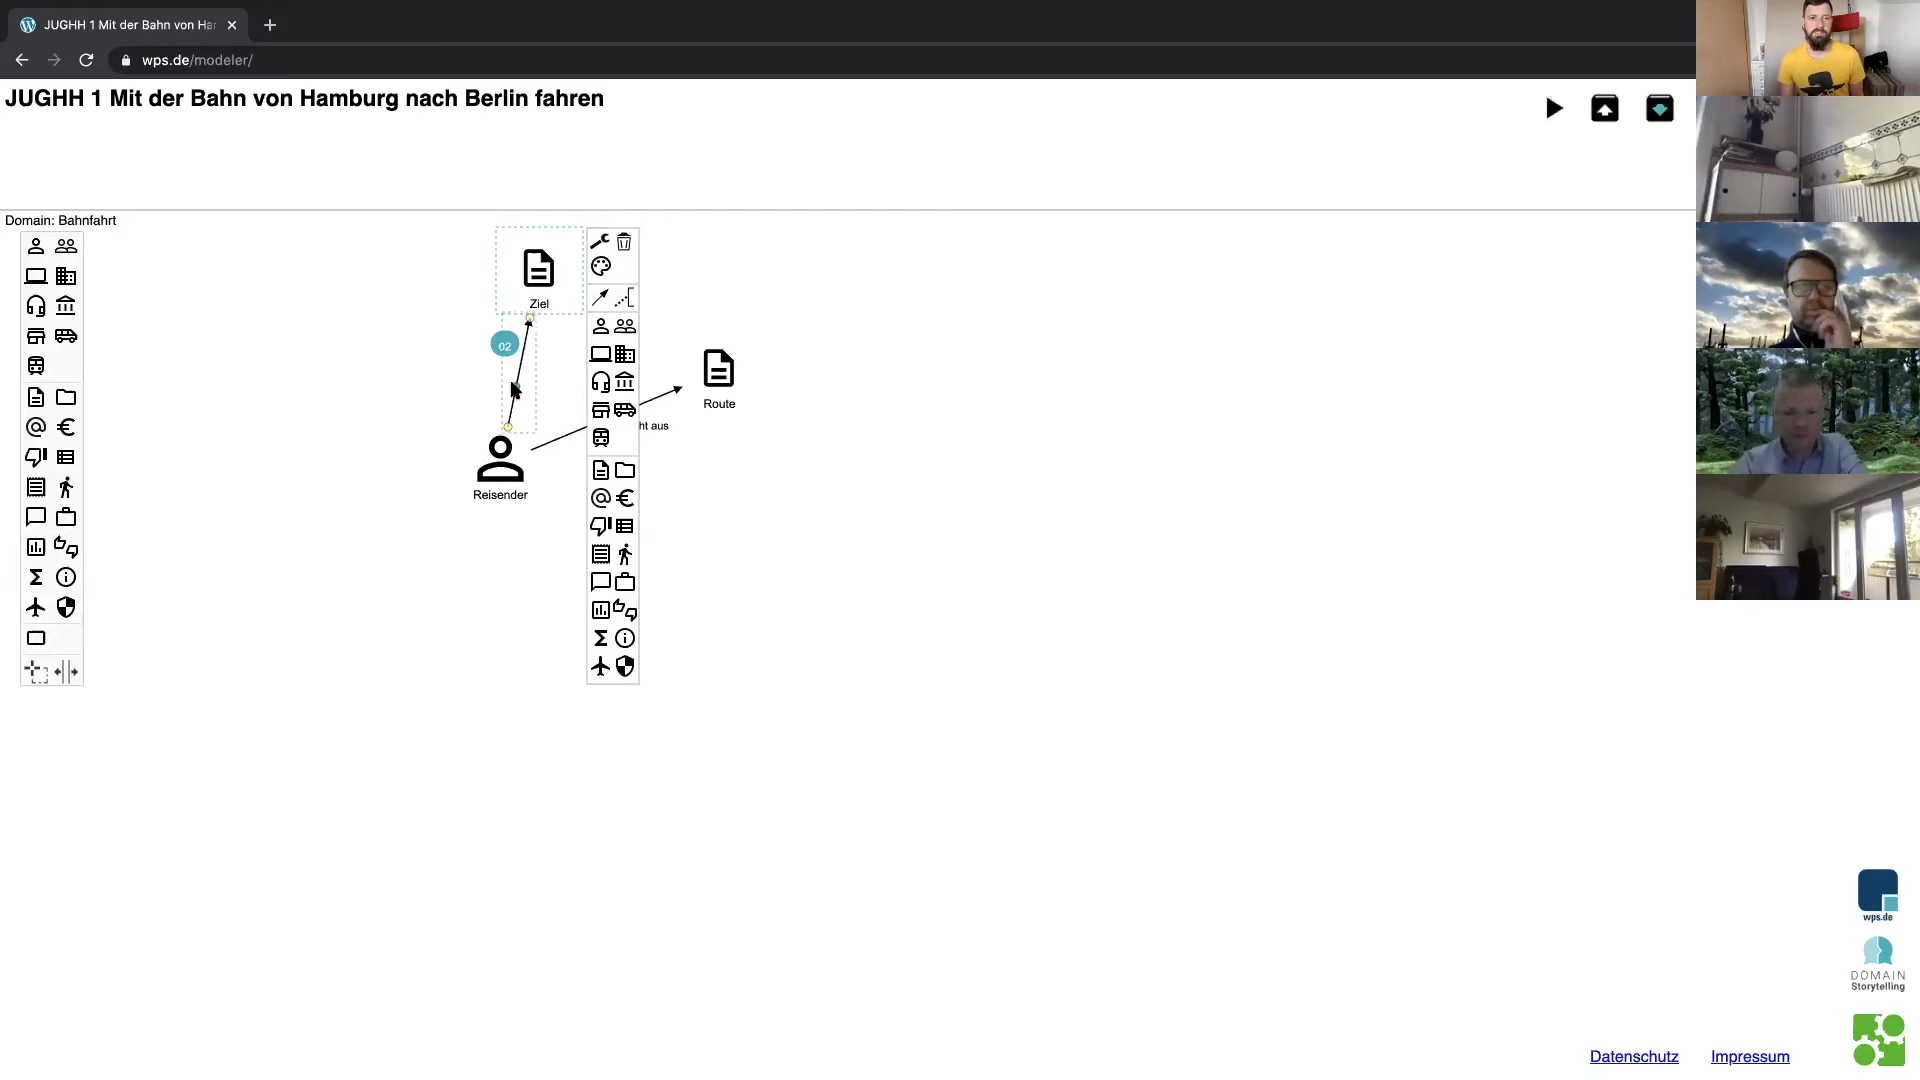 JUGHH 1 Mit der Bahn von Har
wps.de/modeler/
JUGHH 1 Mit der Bahn von Hamburg nach Berlin fahren
Domain: Bahnfahrt
Ziel
02
Route
ht aus
Reisender
wps.de
DOMAIN
Storytelling
Datenschutz
Impressum